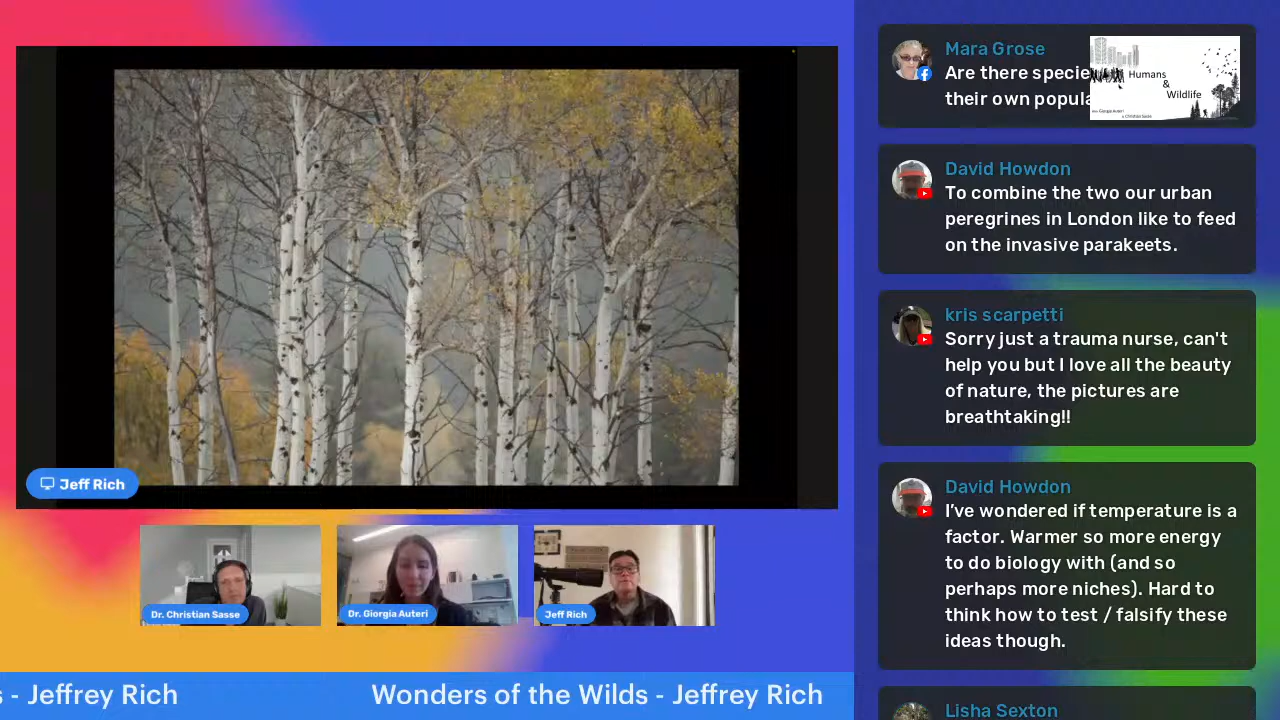 Jeff Rich
Dr. Christian Sasse
Dr. Giorgia Auteri
Jeff Rich
s - Jeffrey Rich
Wonders of the Wilds - Jeffrey Rich
Mara Grose
Are there specie
their own popula
Humans
&
Wildlife
David Howdon
To combine the two our urban
peregrines in London like to feed
on the invasive parakeets.
kris scarpetti
Sorry just a trauma nurse, can't
help you but I love all the beauty
of nature, the pictures are
breathtaking!!
David Howdon
I've wondered if temperature is a
factor. Warmer so more energy
to do biology with (and so
perhaps more niches). Hard to
think how to test / falsify these
ideas though.
Lisha Sexton